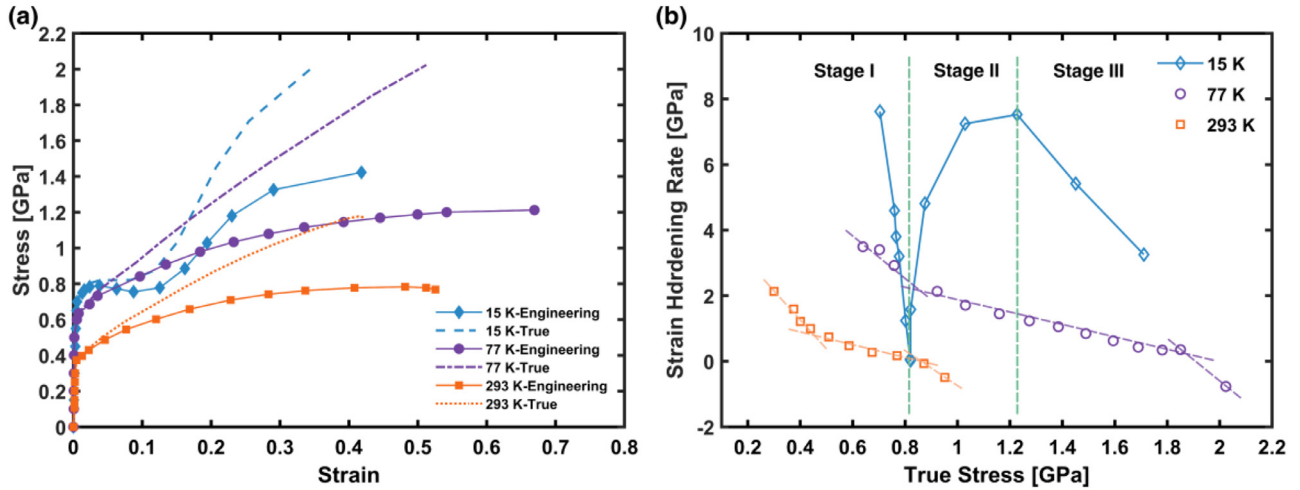 (a)
2.2
2
1.8
1.6
1.4
1.2
1
0.8
0.6
0.4
0.2
0
Stress [GPa]
0 0.1 0.2 0.3 0.4 0.5 0.6 0.7 0.8
Strain
15 K-Engineering
15 K-True
77 K-Engineering
77 K-True
293 K-Engineering
293 K-True
(b)
10
8
6
4
2
0
-2
Strain Hdrdening Rate [GPa]
Stage I Stage II Stage III
15 K
77 K
293 K
0.2 0.4 0.6 0.8 1 1.2 1.4 1.6 1.8 2 2.2
True Stress [GPa]